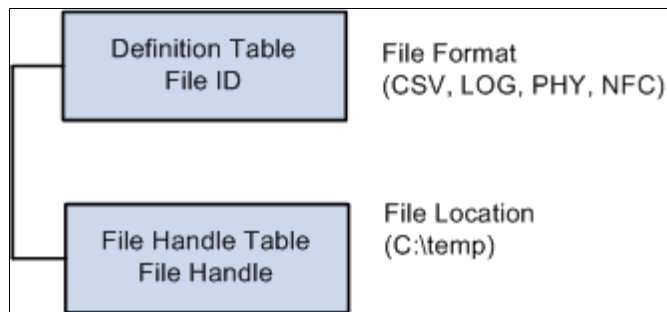 Definition Table
File ID
File Format
(CSV, LOG, PHY, NFC)
File Handle Table
File Handle
File Location
(C:\temp)